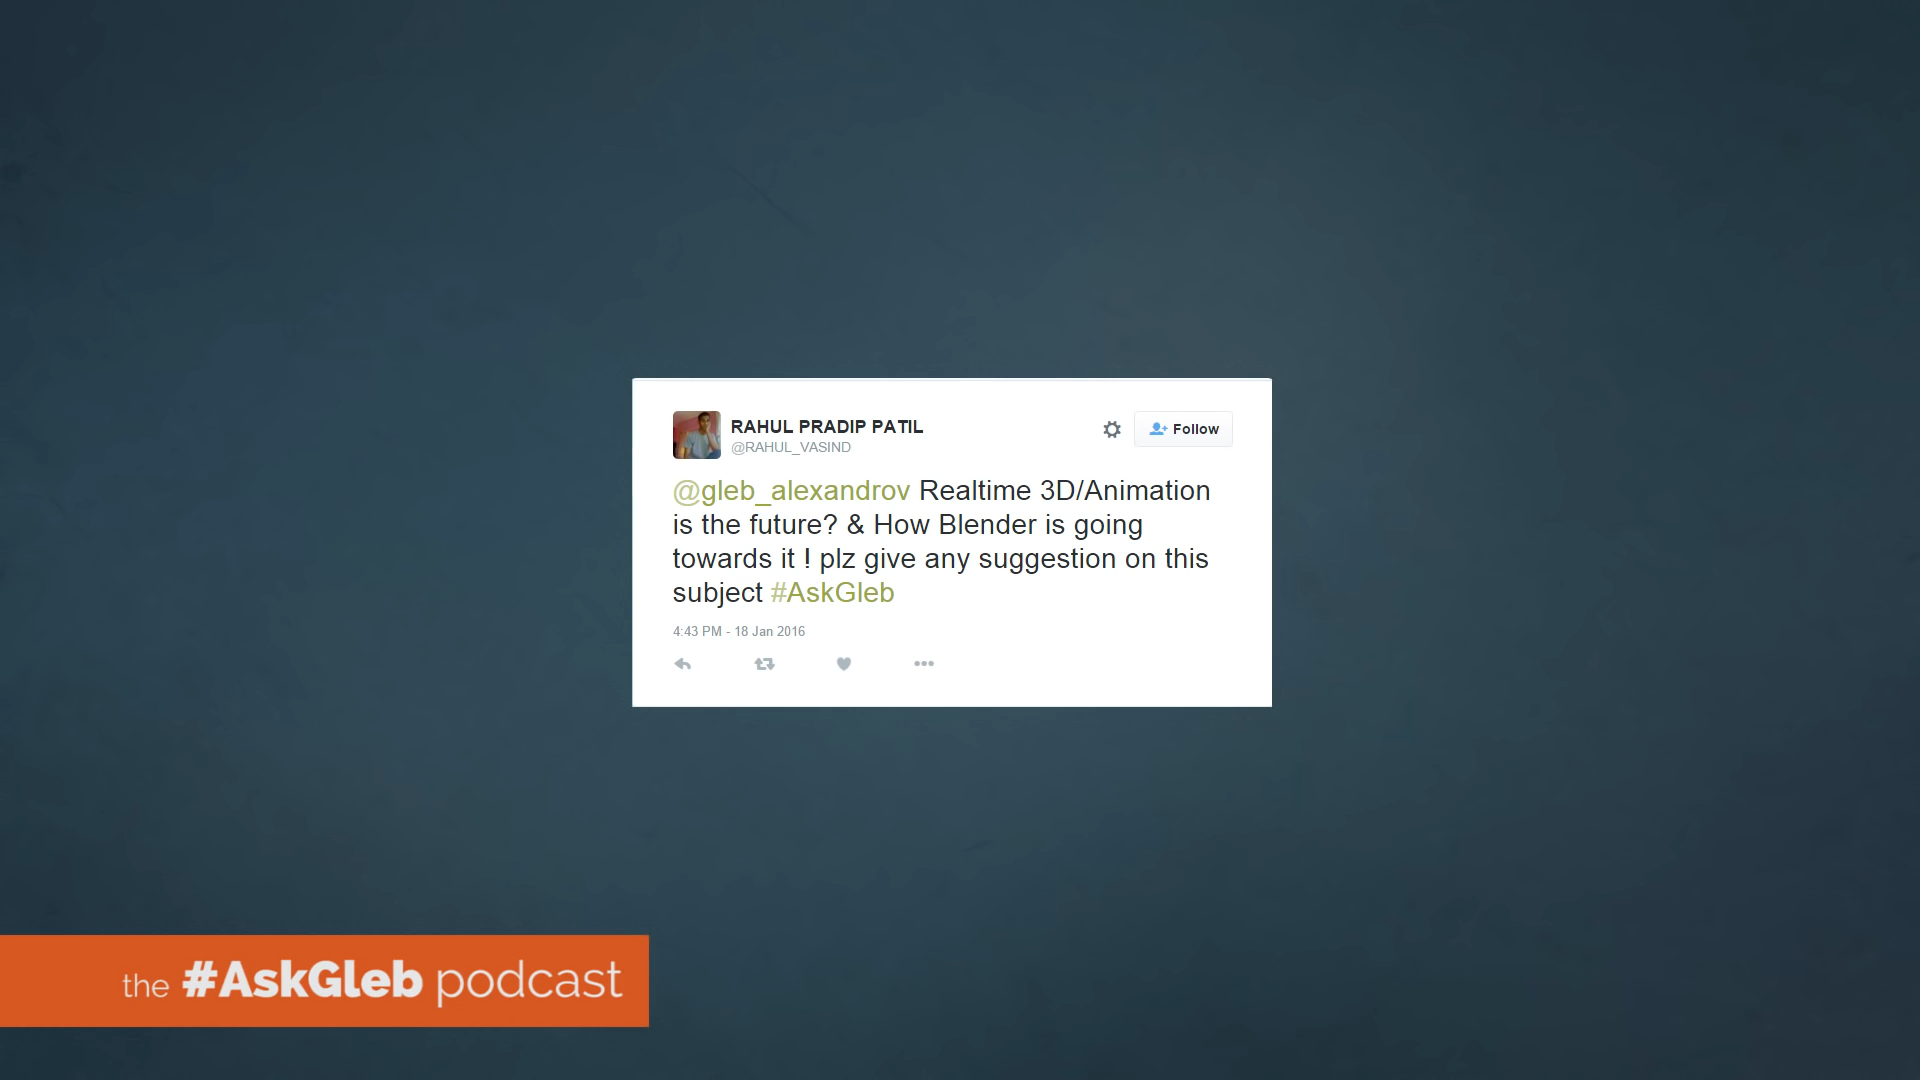 RAHUL PRADIP PATIL
@RAHUL_VASIND
Follow
@gleb_alexandrov Realtime 3D/Animation
is the future? & How Blender is going
towards it ! plz give any suggestion on this
subject #AskGleb
4:43 PM - 18 Jan 2016
the #AskGleb podcast